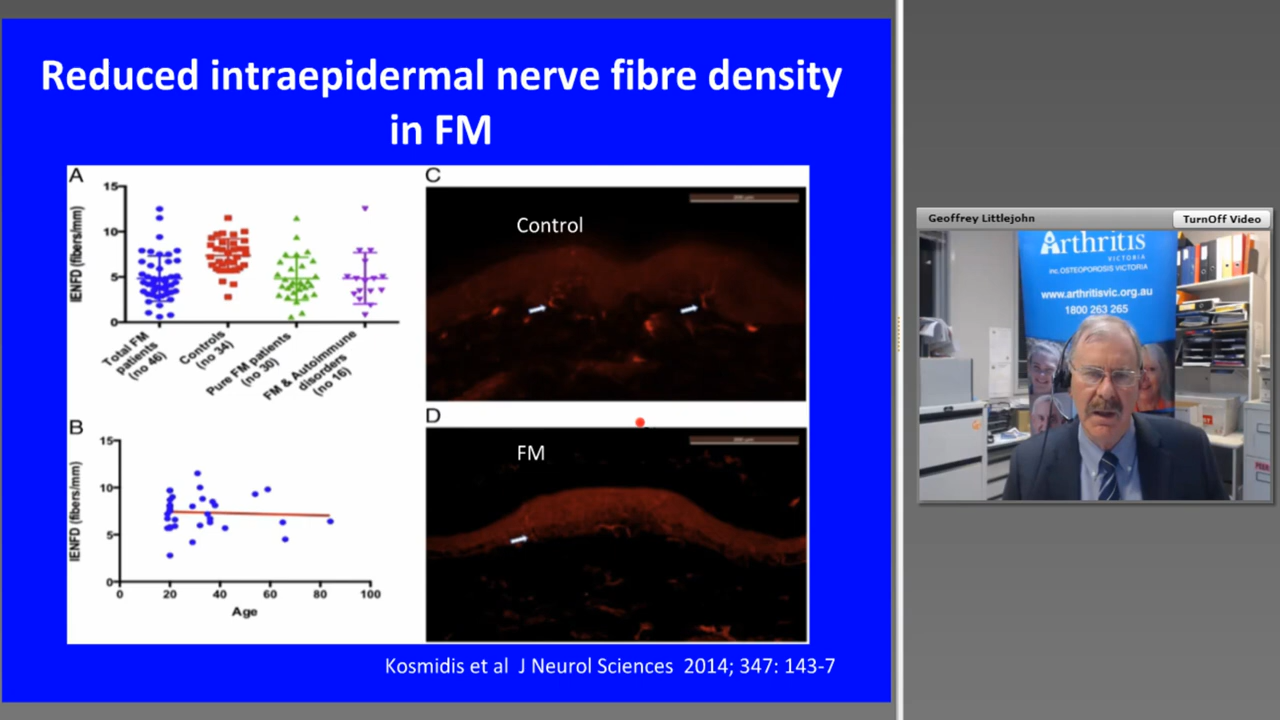 Reduced intraepidermal nerve fibre density
in FM
A
15
10
5
0
IENFD (fibers/mm)
Total FM
patients
(no 46)
Controls
(no 34)
Pure FM patients
(no 30)
FM & Autoimmune
disorders
(no 16)
B
15
10
5
0
IENFD (fibers/mm)
0 20 40 60 80 100
Age
C
Control
D
FM
Kosmidis et al J Neurol Sciences 2014; 347: 143-7
Geoffrey Littlejohn
TurnOff Video
Arthritis
VICTORIA
OSTEOPOROSIS VICTORIA
www.arthritisvic.org.au
1800 263 265